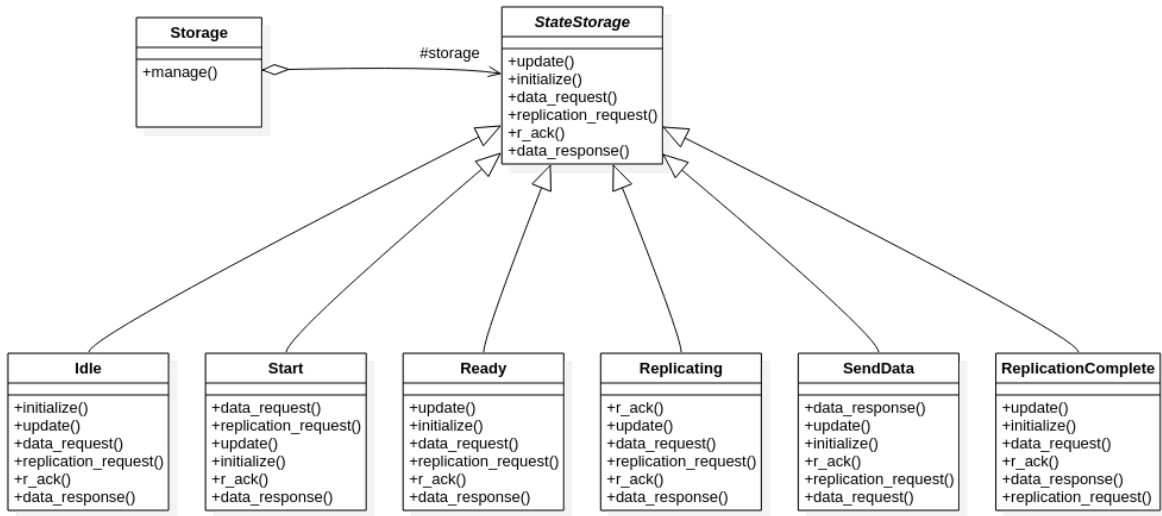 Storage
+manage()
#storage
StateStorage
+update()
+initialize()
+data_request()
+replication_request()
+r_ack()
+data_response()
Idle
+initialize()
+update()
+data_request()
+replication_request()
+r_ack()
+data_response()
Start
+data_request()
+replication_request()
+update()
+initialize()
+r_ack()
+data_response()
Ready
+update()
+initialize()
+data_request()
+replication_request()
+r_ack()
+data_response()
Replicating
+r_ack()
+update()
+data_request()
+replication_request()
+r_ack()
+data_response()
SendData
+data_response()
+update()
+initialize()
+r_ack()
+replication_request()
+data_request()
ReplicationComplete
+update()
+initialize()
+data_request()
+r_ack()
+data_response()
+replication_request()